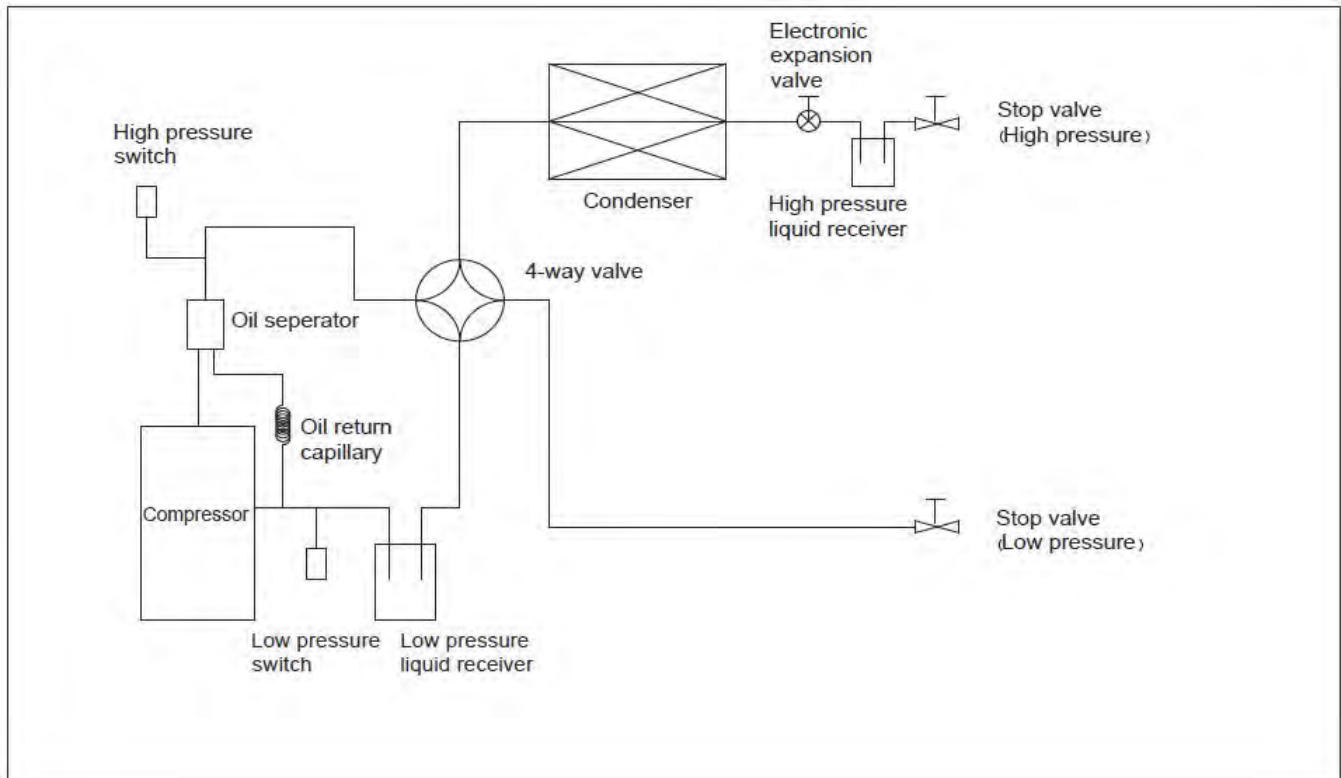 Electronic
expansion
valve
Stop valve
(High pressure)
High pressure
switch
Condenser
High pressure
liquid receiver
4-way valve
Oil seperator
Oil return
capillary
Compressor
Stop valve
(Low pressure)
Low pressure
switch
Low pressure
liquid receiver